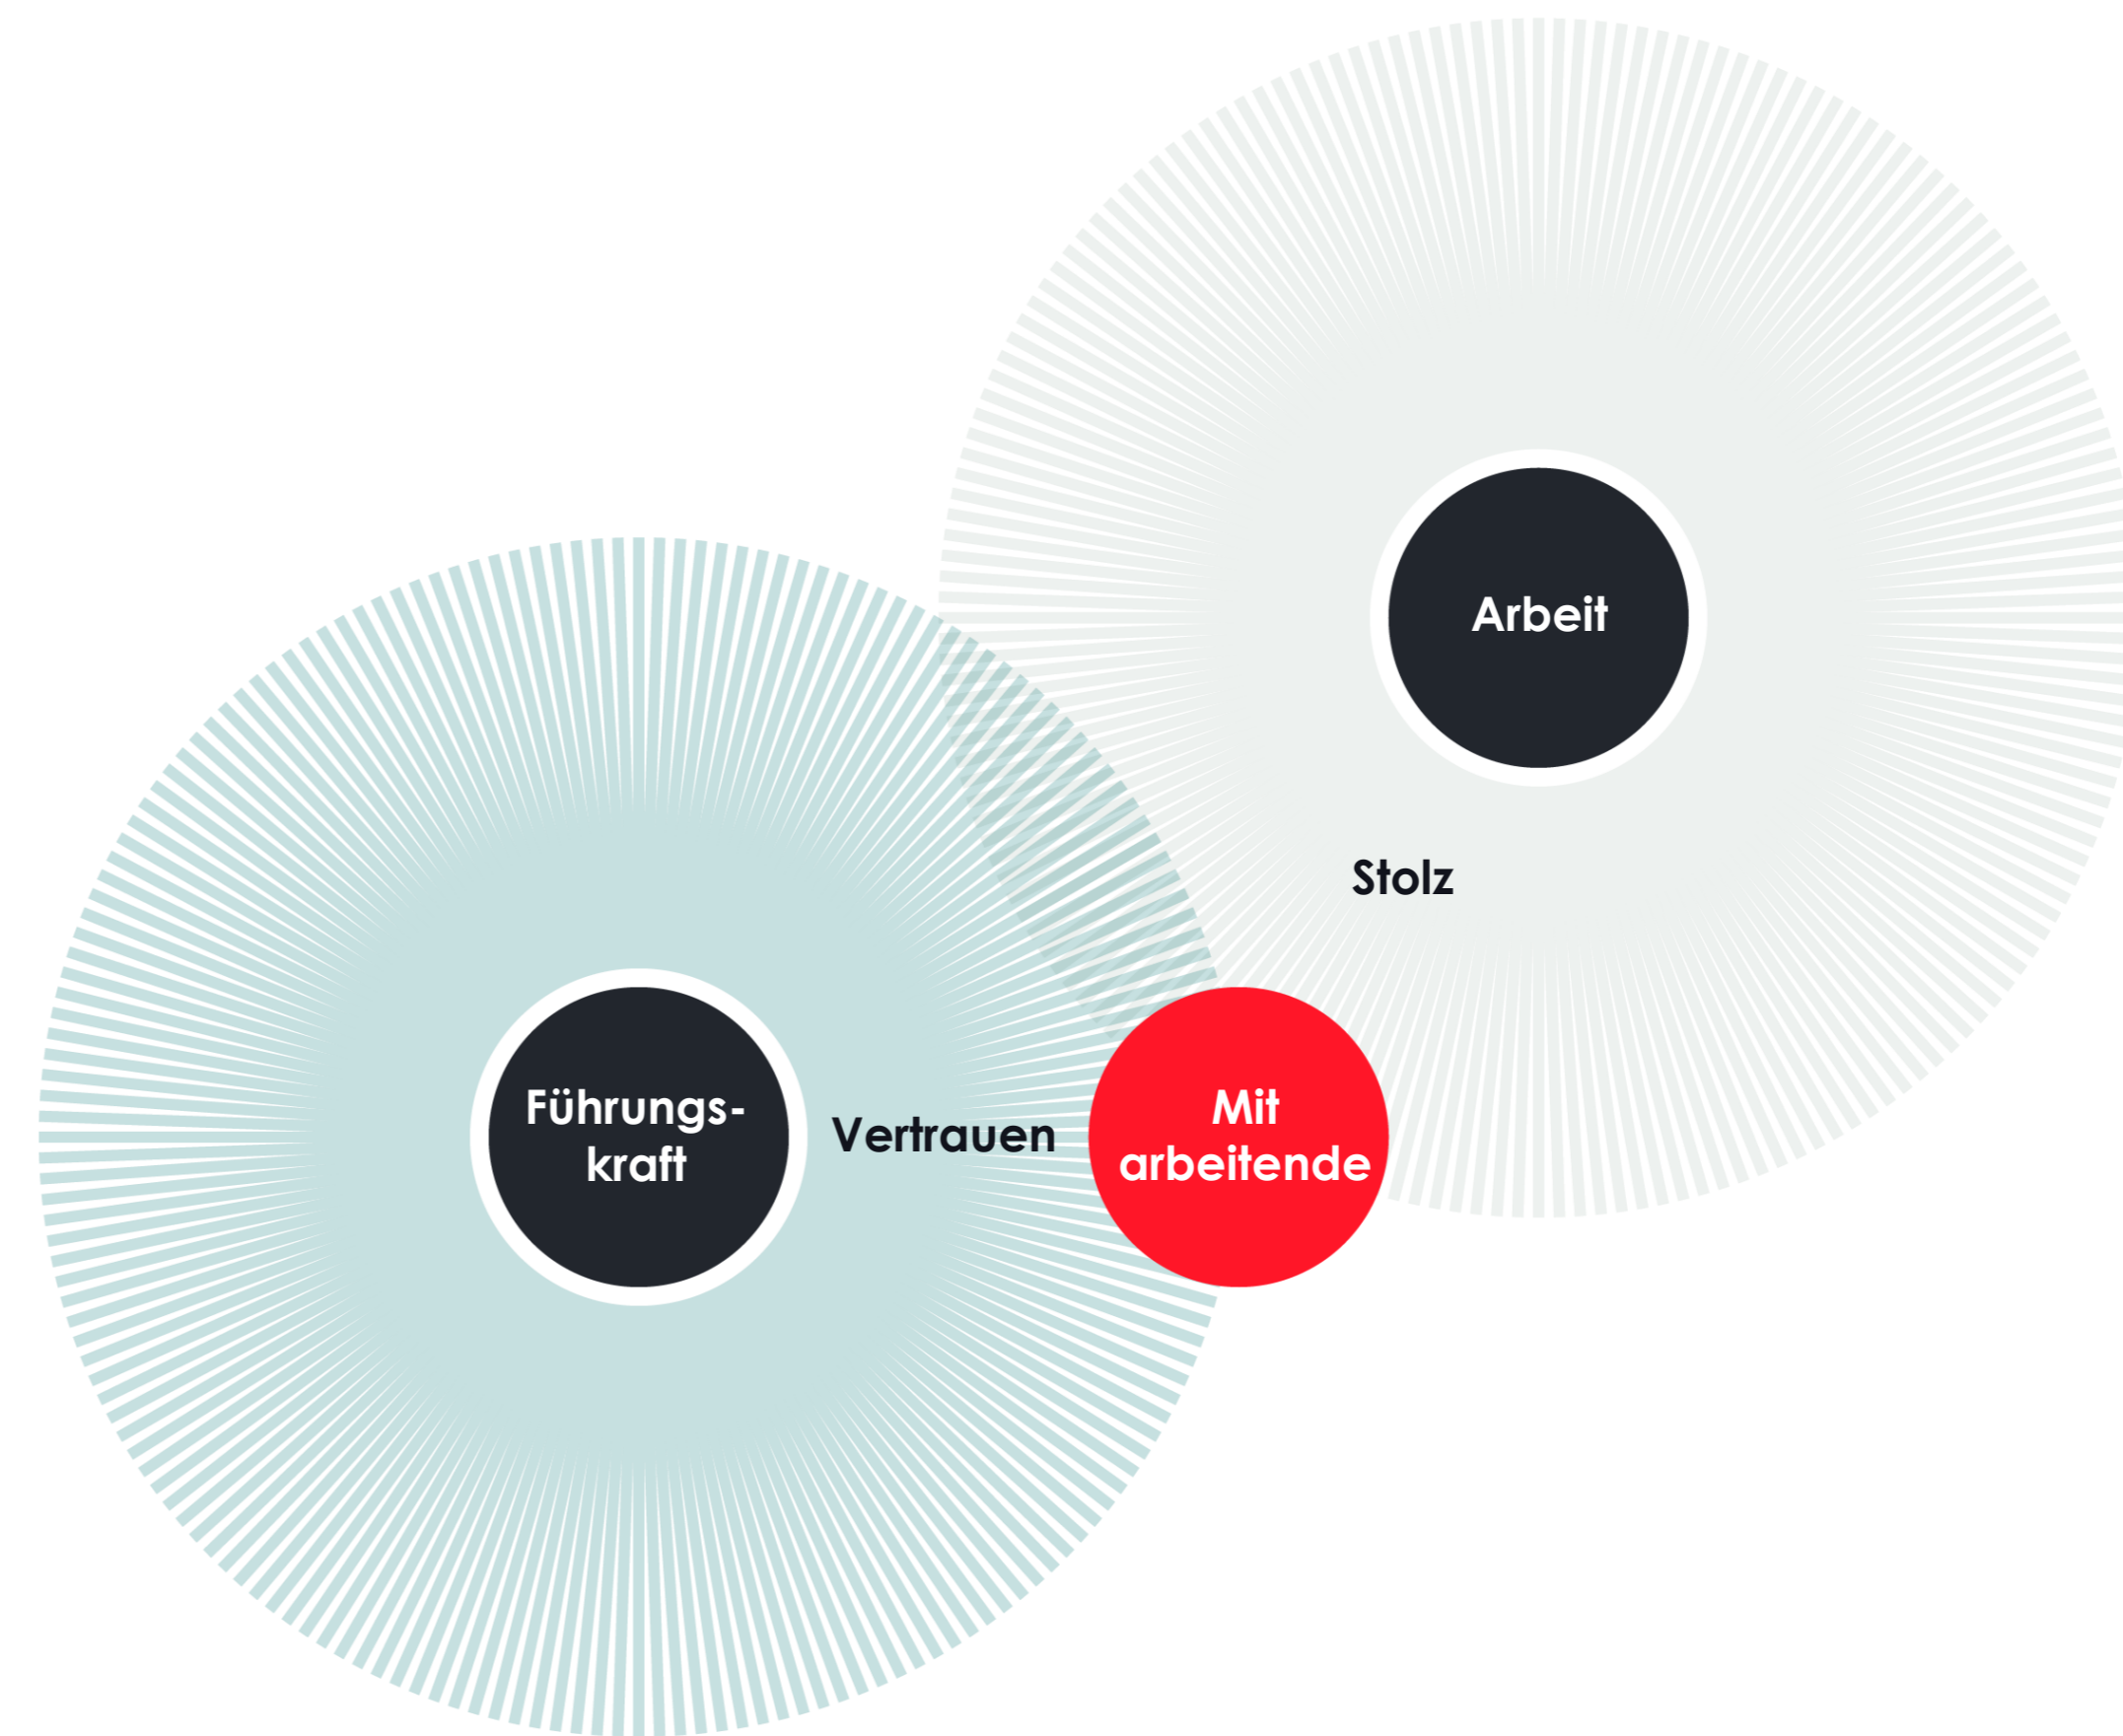 Arbeit
Stolz
Führungs-
kraft
Vertrauen
Mit
arbeitende